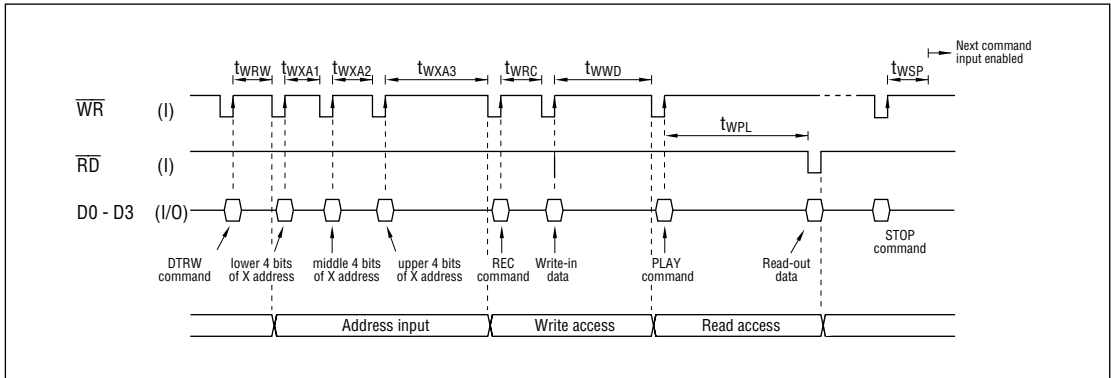 Next command
input enabled
tWRW tWXA1 tWXA2 tWXA3 tWRC tWWD tWSP
WR (I)
tWPL
RD (I)
D0 - D3 (I/O)
DTRW
command
lower 4 bits
of X address
middle 4 bits
of X address
upper 4 bits
of X address
REC
command
Write-in
data
PLAY
command
Read-out
data
STOP
command
Address input Write access Read access